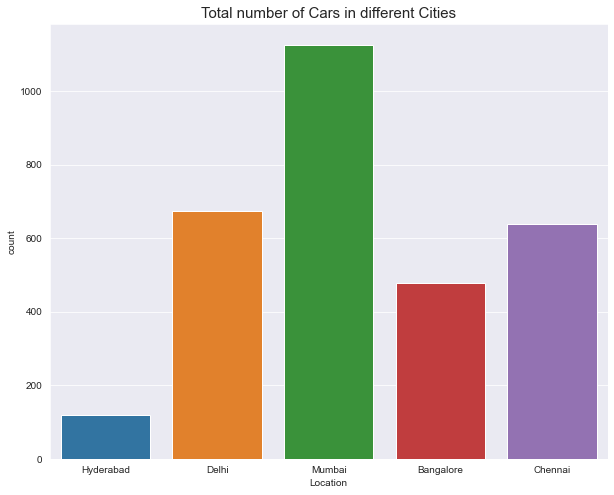 Total number of Cars in different Cities
1000
800
600
400
200
0
count
Hyderabad Delhi Mumbai Bangalore Chennai
Location